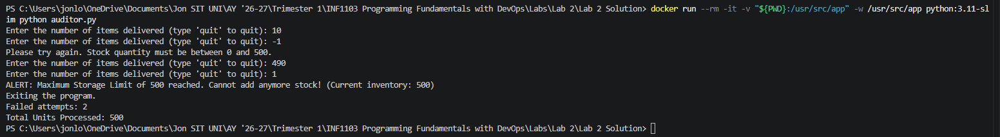 PS C:\Users\jonlo\OneDrive\Documents\Jon SIT UNI\AY '26-27\Trimester 1\INF1103 Programming Fundamentals with DevOps\Labs\Lab 2\Lab 2 Solution> docker run --rm -it -v "${PWD}:/usr/src/app" -w /usr/src/app python:3.11-sl
im python auditor.py
Enter the number of items delivered (type 'quit' to quit): 10
Enter the number of items delivered (type 'quit' to quit): -1
Please try again. Stock quantity must be between 0 and 500.
Enter the number of items delivered (type 'quit' to quit): 490
Enter the number of items delivered (type 'quit' to quit): 1
ALERT: Maximum Storage Limit of 500 reached. Cannot add anymore stock! (Current inventory: 500)
Exiting the program.
Failed attempts: 2
Total Units Processed: 500
PS C:\Users\jonlo\OneDrive\Documents\Jon SIT UNI\AY '26-27\Trimester 1\INF1103 Programming Fundamentals with DevOps\Labs\Lab 2\Lab 2 Solution>